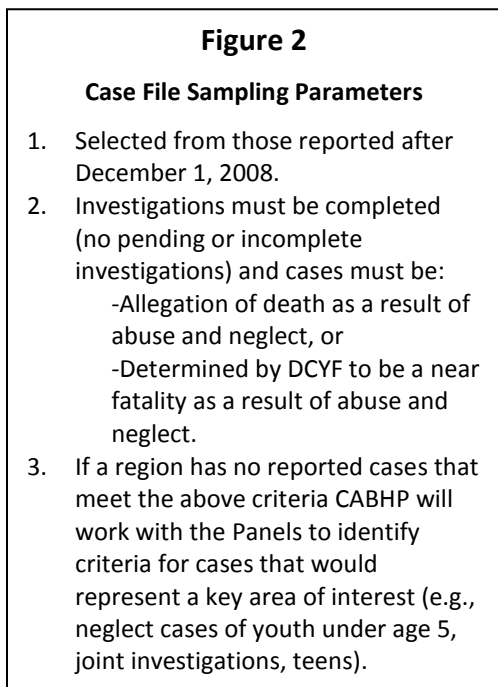 Figure 2
Case File Sampling Parameters
1. Selected from those reported after
December 1, 2008.
2. Investigations must be completed
(no pending or incomplete
investigations) and cases must be:
-Allegation of death as a result of
abuse and neglect, or
-Determined by DCYF to be a near
fatality as a result of abuse and
neglect.
3. If a region has no reported cases that
meet the above criteria CABHP will
work with the Panels to identify
criteria for cases that would
represent a key area of interest (e.g.,
neglect cases of youth under age 5,
joint investigations, teens).